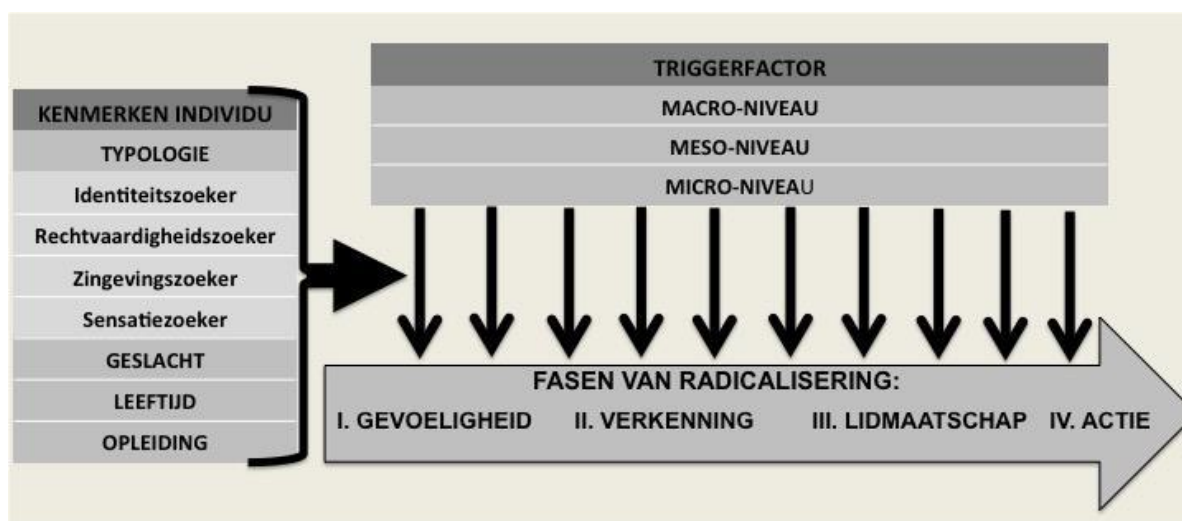 KENMERKEN INDIVIDU
TYPOLOGIE
Identiteitszoeker
Rechtvaardigheidszoeker
Zingevingszoeker
Sensatiezoeker
GESLACHT
LEEFTIJD
OPLEIDING
TRIGGERFACTOR
MACRO-NIVEAU
MESO-NIVEAU
MICRO-NIVEAU
FASEN VAN RADICALISERING:
I. GEVOELIGHEID II. VERKENNING III. LIDMAATSCHAP IV. ACTIE